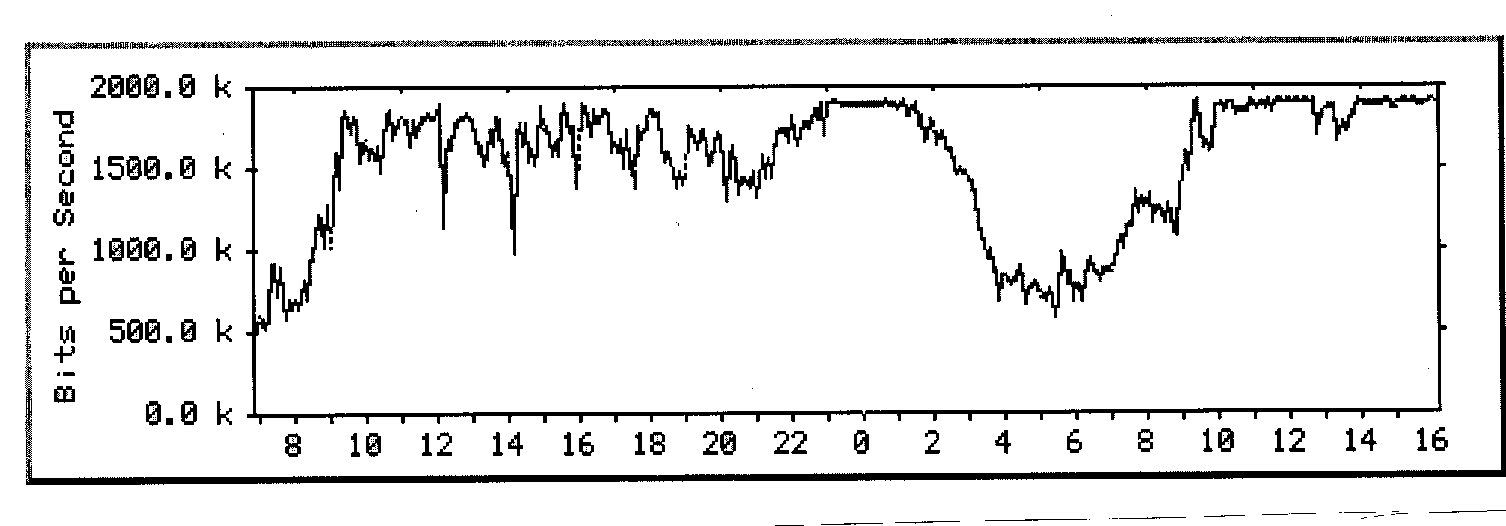 Bits per Second
2000.0 k
1500.0 k
1000.0 k
500.0 k
0.0 k
8 10 12 14 16 18 20 22 0 2 4 6 8 10 12 14 16